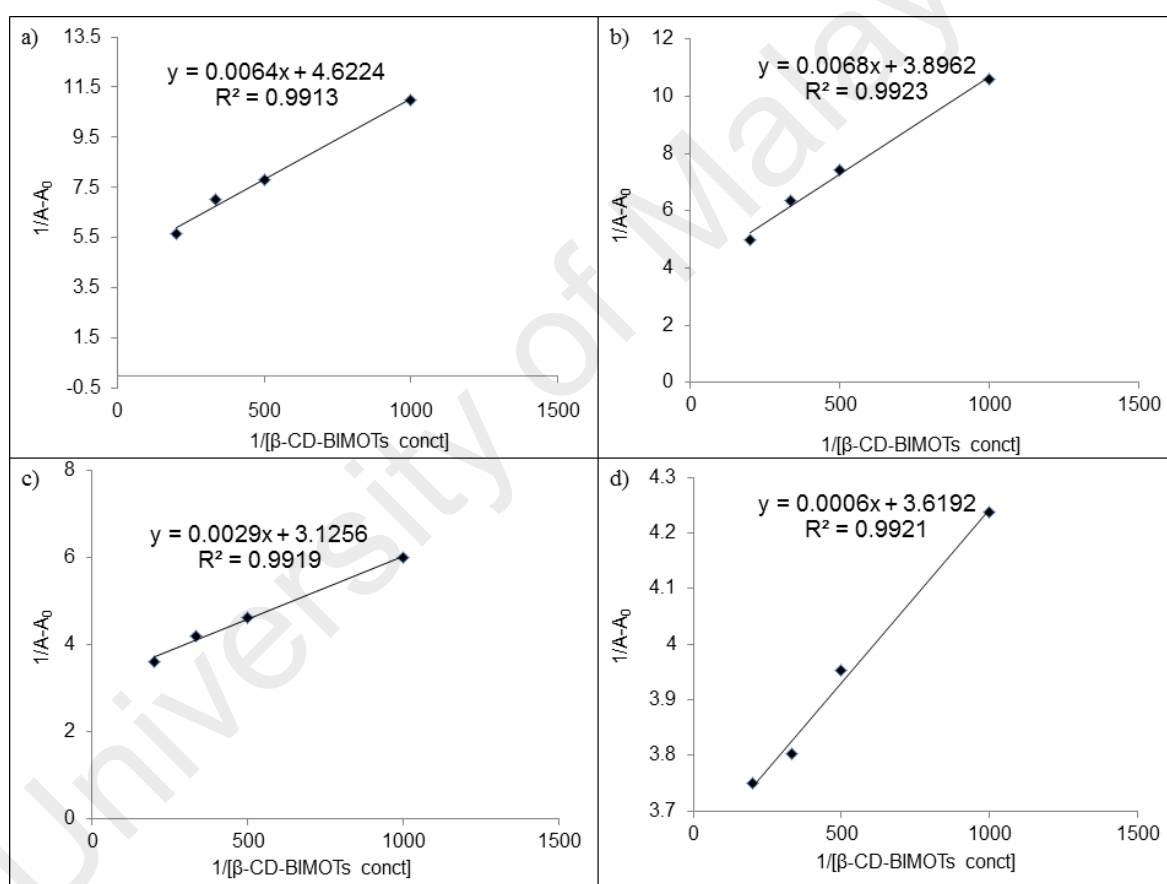 a)
13.5
11.5
9.5
7.5
5.5
3.5
1.5
-0.5
1/A-A₀
y = 0.0064x + 4.6224
R² = 0.9913
0 500 1000 1500
1/[β-CD-BIMOTs conct]
b)
12
10
8
6
4
2
0
1/A-A₀
y = 0.0068x + 3.8962
R² = 0.9923
0 500 1000 1500
1/[β-CD-BIMOTs conct]
c)
8
6
4
2
0
1/A-A₀
y = 0.0029x + 3.1256
R² = 0.9919
0 500 1000 1500
1/[β-CD-BIMOTs conct]
d)
4.3
4.2
4.1
4
3.9
3.8
3.7
1/A-A₀
y = 0.0006x + 3.6192
R² = 0.9921
0 500 1000 1500
1/[β-CD-BIMOTs conct]
University of Malay